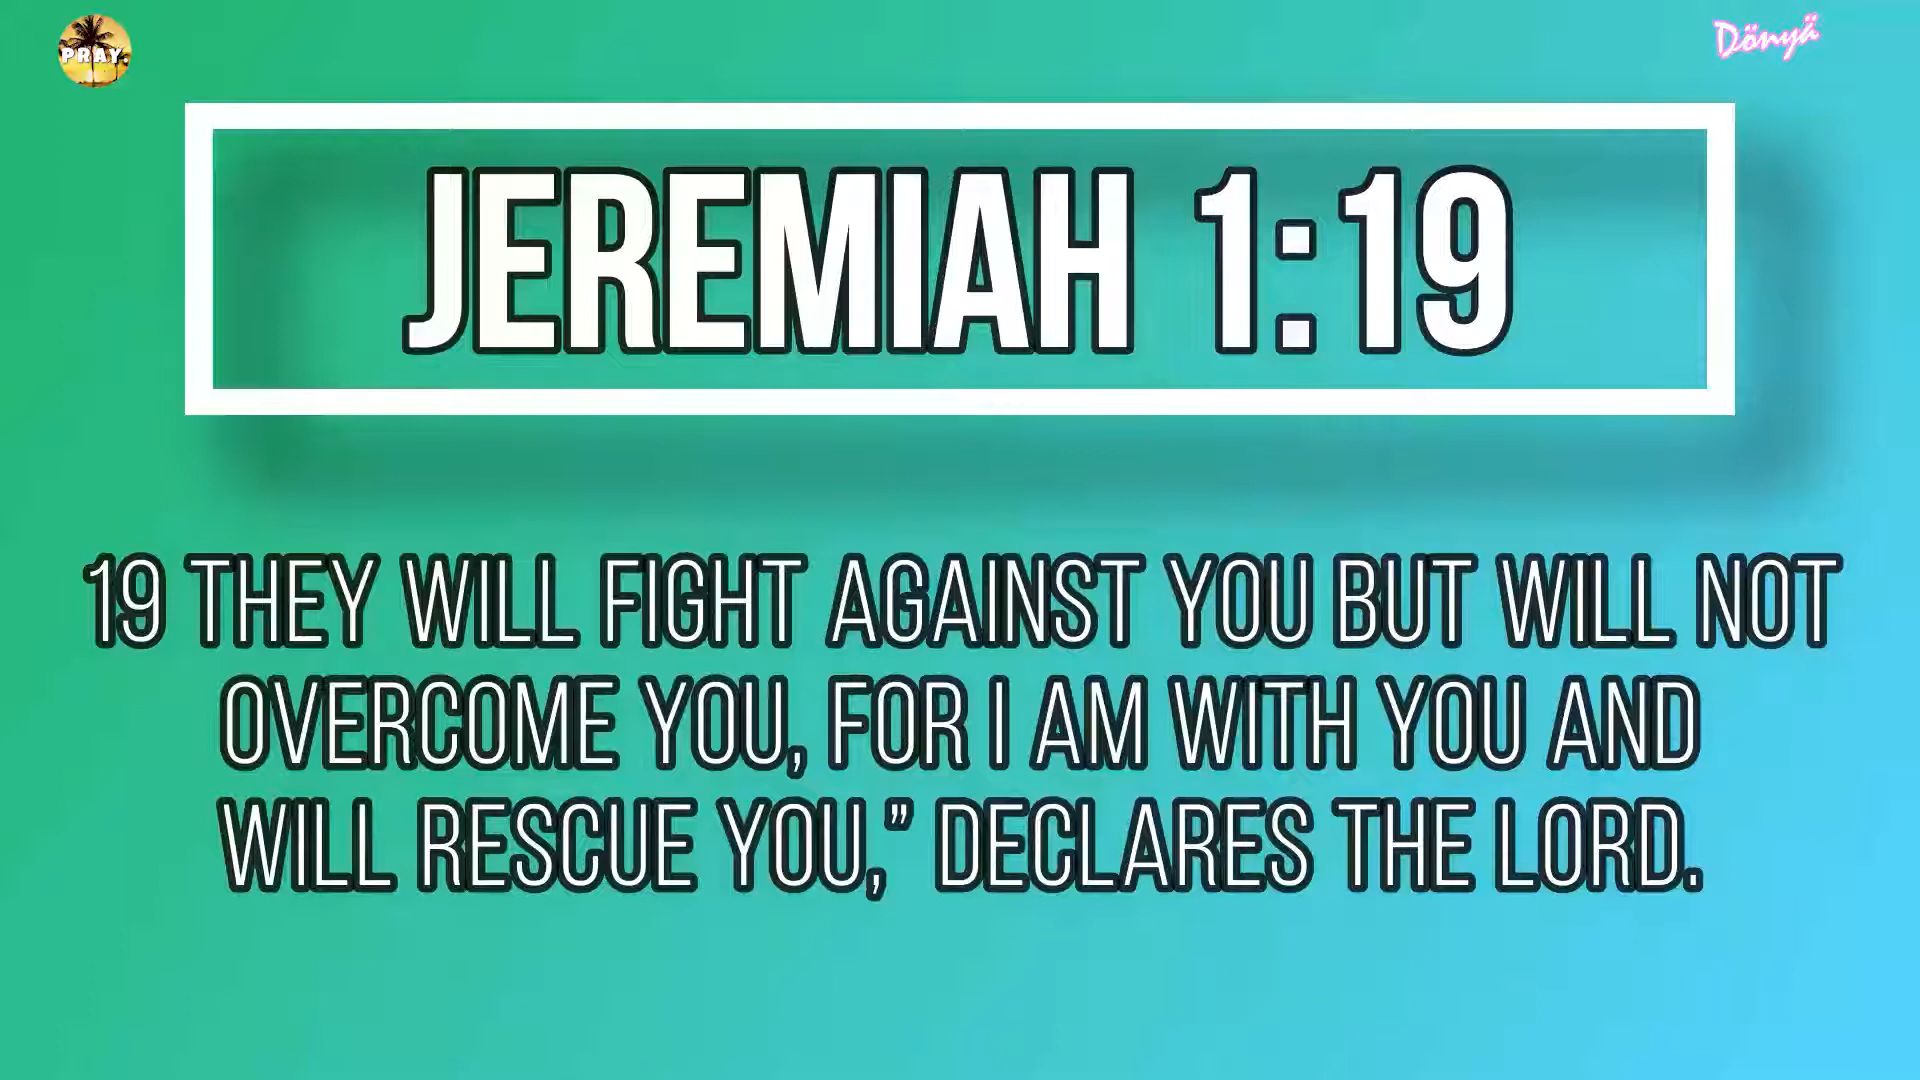 PRAY.
Dönyä
JEREMIAH 1:19
19 THEY WILL FIGHT AGAINST YOU BUT WILL NOT
OVERCOME YOU, FOR I AM WITH YOU AND
WILL RESCUE YOU,” DECLARES THE LORD.